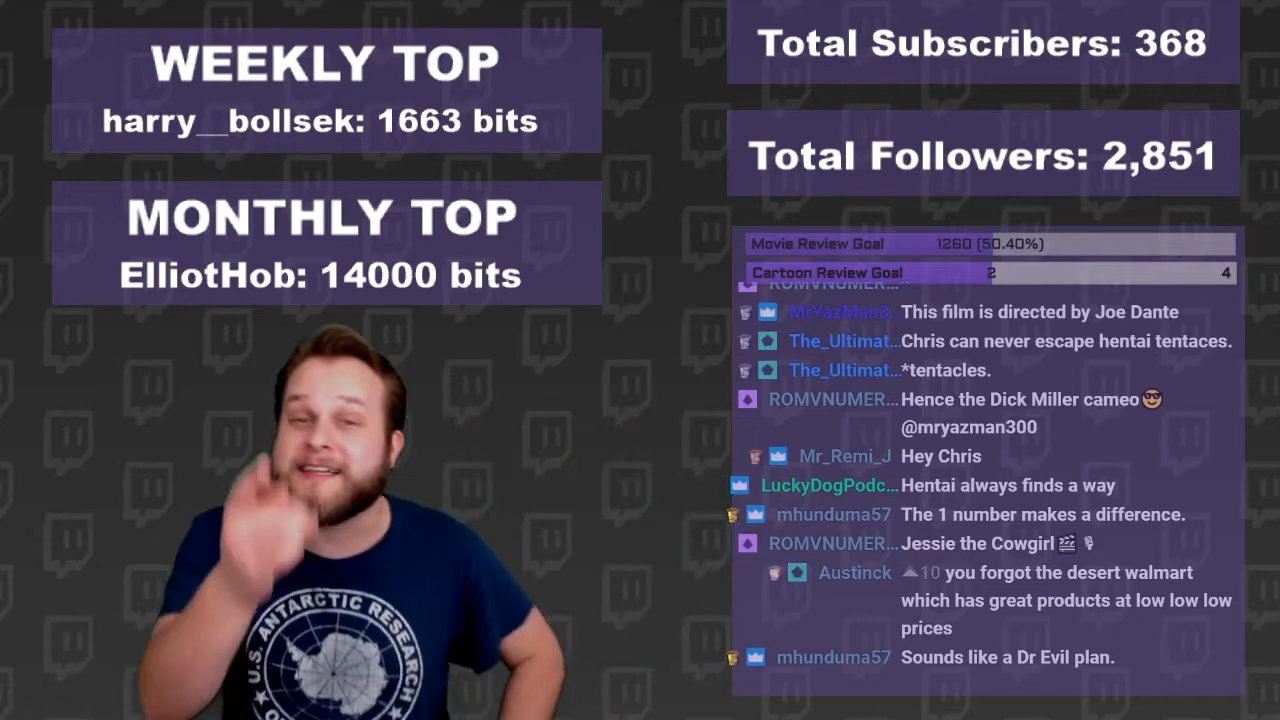 WEEKLY TOP
harry__bollsek: 1663 bits
MONTHLY TOP
ElliotHob: 14000 bits
Total Subscribers: 368
Total Followers: 2,851
Movie Review Goal 1260 (50.40%)
Cartoon Review Goal 2 4
ROMVNUMER...
MrYazMan3... This film is directed by Joe Dante
The_Ultimat... Chris can never escape hentai tentaces.
The_Ultimat... *tentacles.
ROMVNUMER... Hence the Dick Miller cameo😎
@mryazman300
Mr_Remi_J Hey Chris
LuckyDogPodc... Hentai always finds a way
mhunduma57 The 1 number makes a difference.
ROMVNUMER... Jessie the Cowgirl🎬🎙
Austinck 10 you forgot the desert walmart
which has great products at low low low
prices
mhunduma57 Sounds like a Dr Evil plan.
U.S. ANTARCTIC RESEARCH